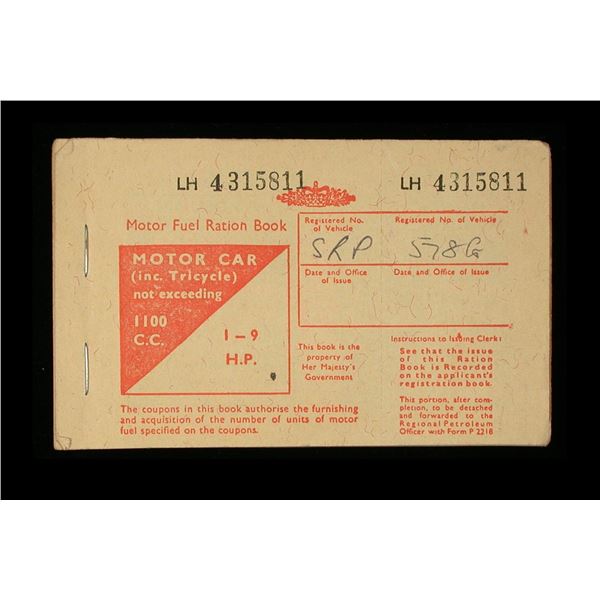 LH 4315811
LH 4315811
Motor Fuel Ration Book
MOTOR CAR
(inc. Tricycle)
not exceeding
1100
C.C.
1 – 9
H.P.
The coupons in this book authorise the furnishing
and acquisition of the number of units of motor
fuel specified on the coupons.
Registered No.
of Vehicle
SRP
Date and Office
of Issue
Registered No. of Vehicle
578G
Date and Office of Issue
This book is the
property of
Her Majesty's
Government
Instructions to Issuing Clerk:
See that the issue
of this Ration
Book is Recorded
on the applicant's
registration book.
This portion, after com-
pletion, to be detached
and forwarded to the
Regional Petroleum
Officer with Form P 221B